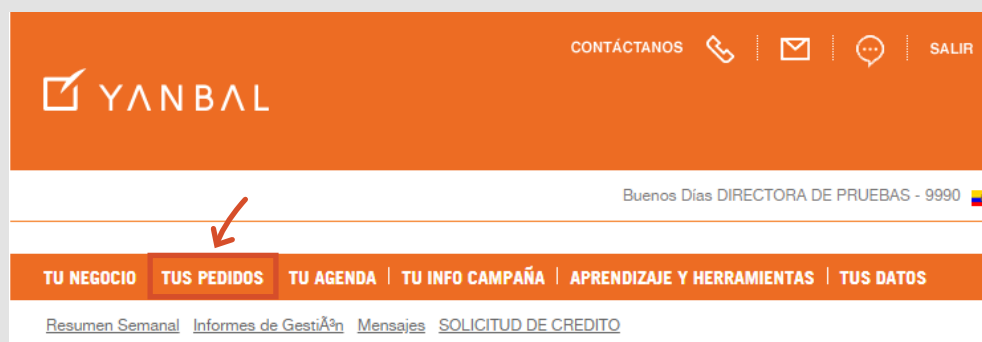 CONTÁCTANOS SALIR
YANBAL
Buenos Días DIRECTORA DE PRUEBAS - 9990
TU NEGOCIO TUS PEDIDOS TU AGENDA TU INFO CAMPAÑA APRENDIZAJE Y HERRAMIENTAS TUS DATOS
Resumen Semanal Informes de GestiÃ³n Mensajes SOLICITUD DE CREDITO